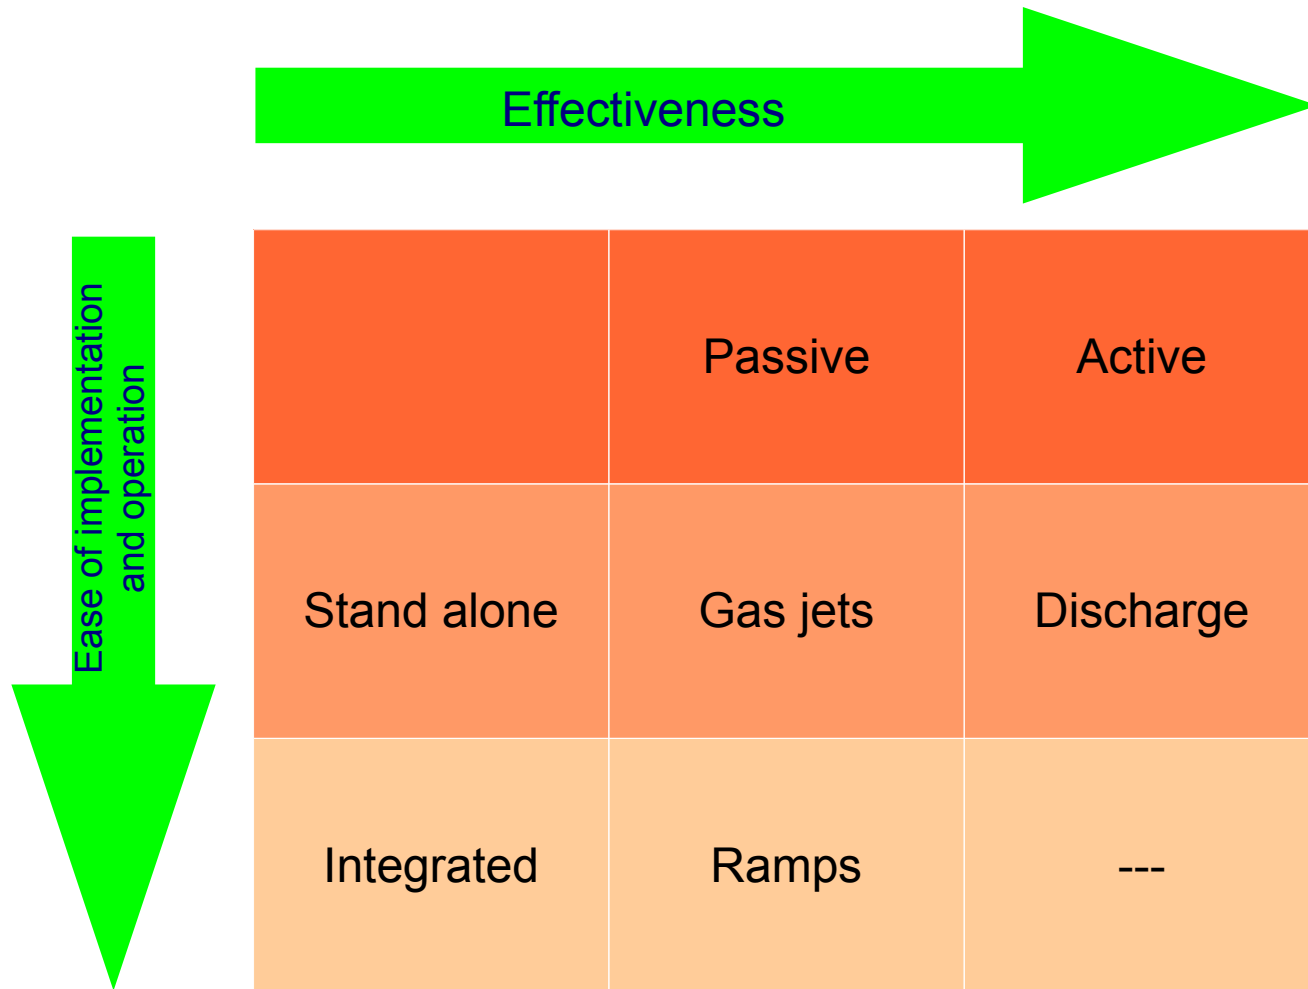 Effectiveness
Ease of implementation
and operation
Passive Active
Stand alone Gas jets Discharge
Integrated Ramps ---